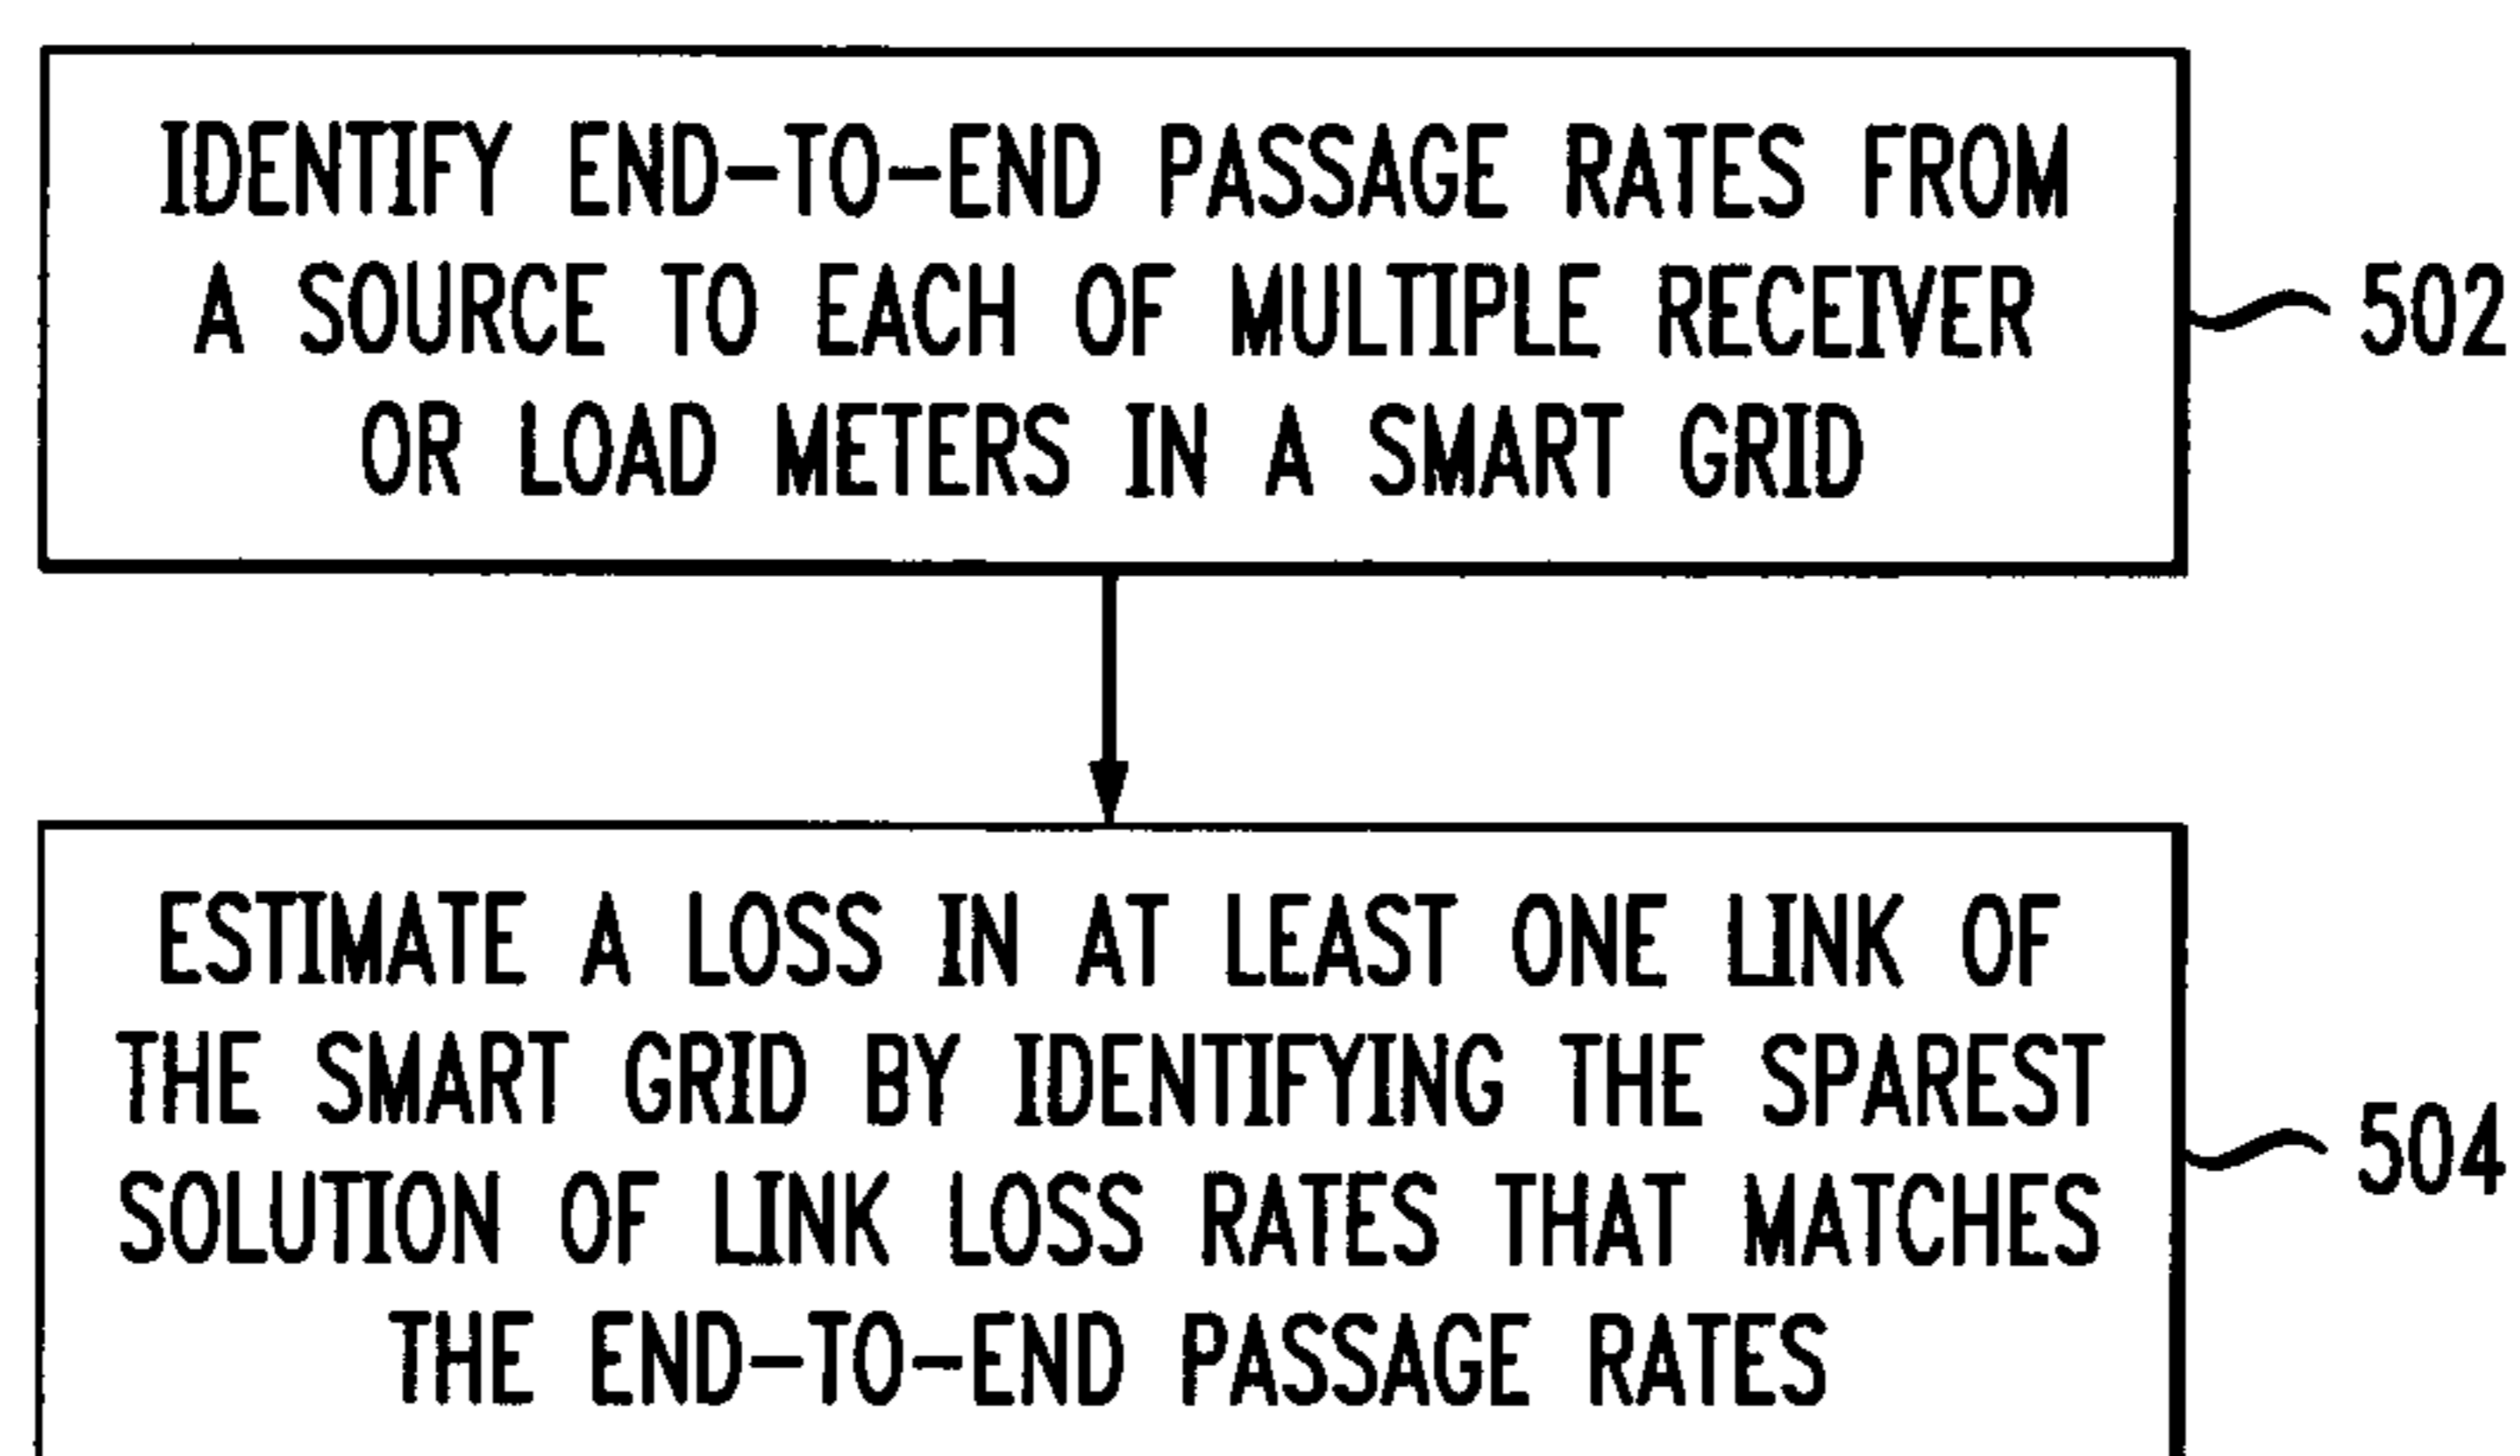 IDENTIFY END-TO-END PASSAGE RATES FROM
A SOURCE TO EACH OF MULTIPLE RECEIVER
OR LOAD METERS IN A SMART GRID
502
ESTIMATE A LOSS IN AT LEAST ONE LINK OF
THE SMART GRID BY IDENTIFYING THE SPAREST
SOLUTION OF LINK LOSS RATES THAT MATCHES
THE END-TO-END PASSAGE RATES
504